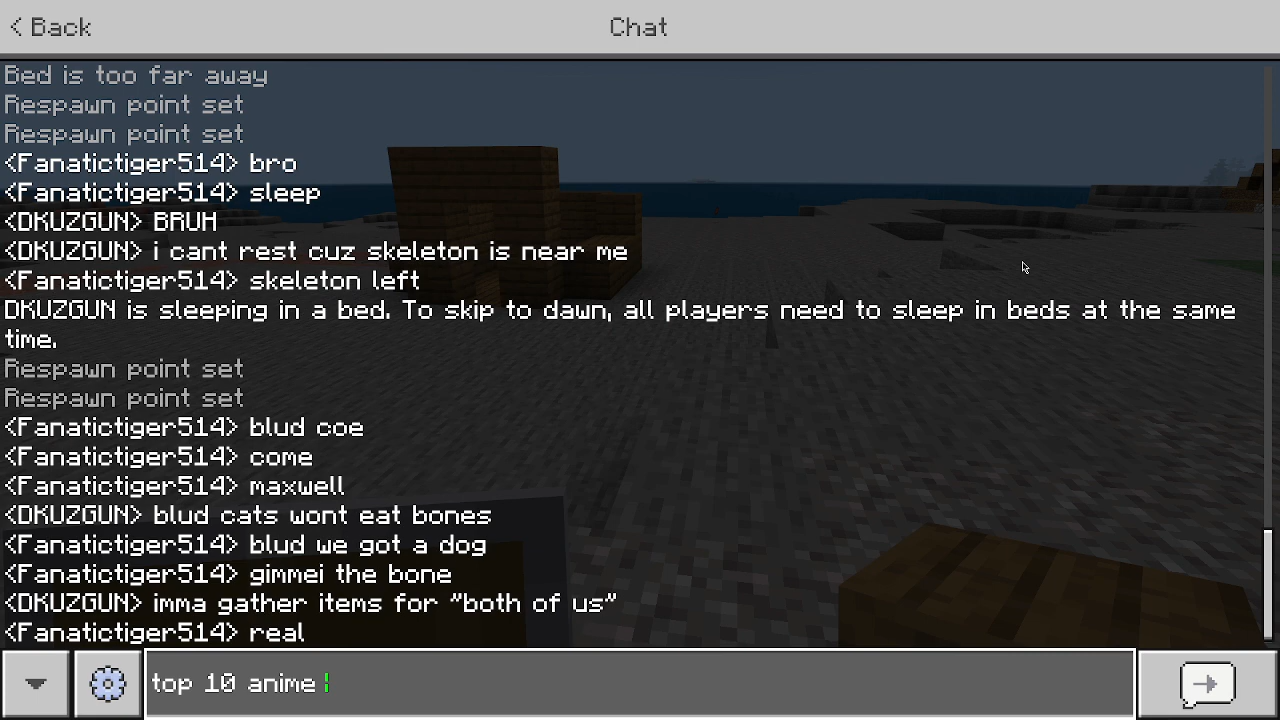 < Back
Chat
Bed is too far away
Respawn point set
Respawn point set
<Fanatictiger514> bro
<Fanatictiger514> sleep
<DKUZGUN> BRUH
<DKUZGUN> i cant rest cuz skeleton is near me
<Fanatictiger514> skeleton left
DKUZGUN is sleeping in a bed. To skip to dawn, all players need to sleep in beds at the same
time.
Respawn point set
Respawn point set
<Fanatictiger514> blud coe
<Fanatictiger514> come
<Fanatictiger514> maxwell
<DKUZGUN> blud cats wont eat bones
<Fanatictiger514> blud we got a dog
<Fanatictiger514> gimmei the bone
<DKUZGUN> imma gather items for "both of us"
<Fanatictiger514> real
top 10 anime